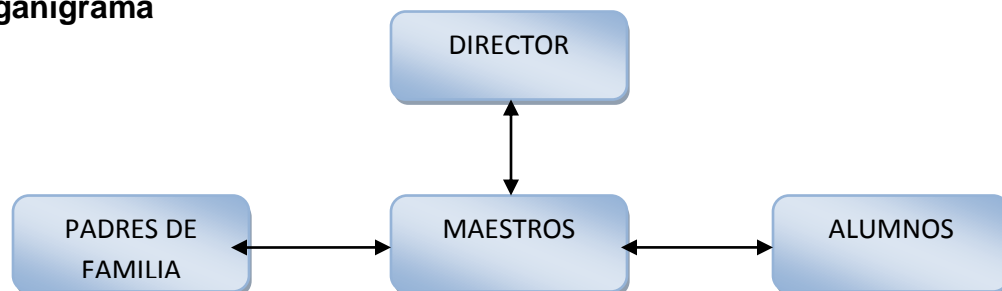 ganigrama
DIRECTOR
PADRES DE
FAMILIA
MAESTROS
ALUMNOS